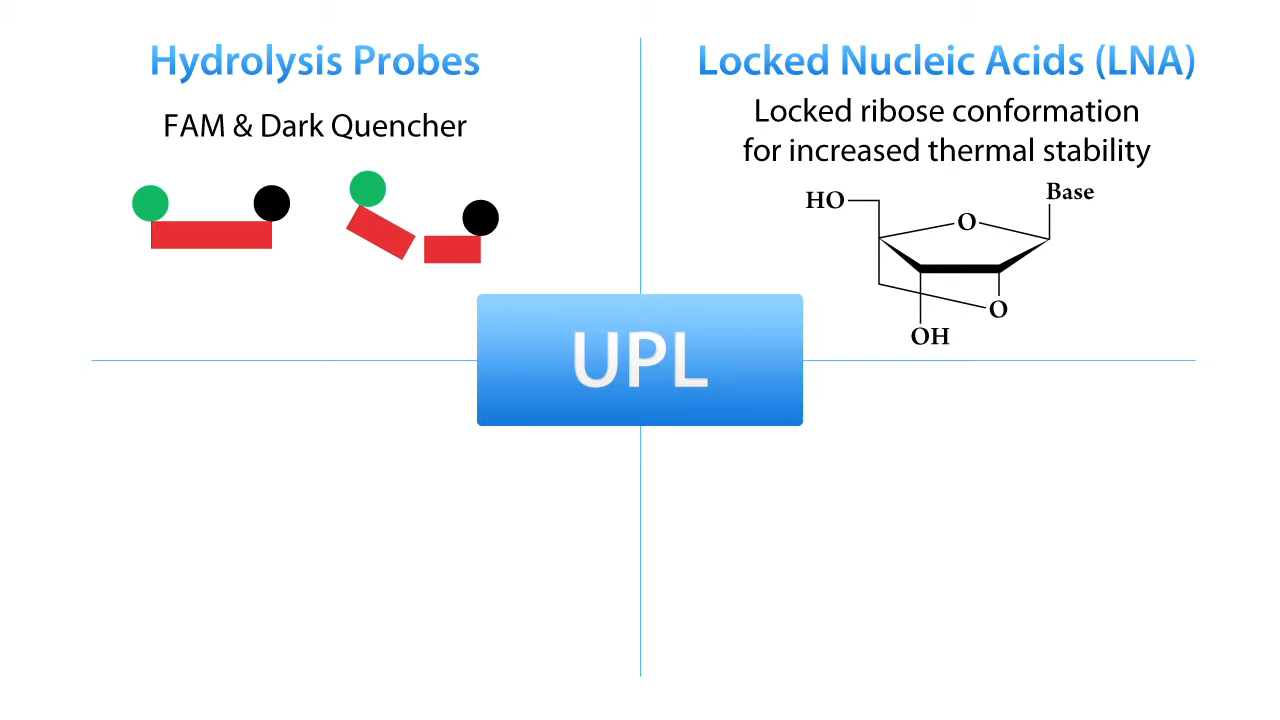 Hydrolysis Probes
FAM & Dark Quencher
Locked Nucleic Acids (LNA)
Locked ribose conformation
for increased thermal stability
HO
O
Base
O
OH
UPL